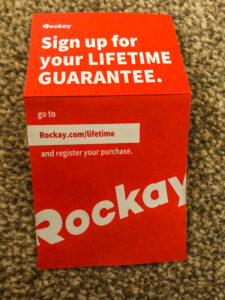 Rockay
Sign up for
your LIFETIME
GUARANTEE.
go to
Rockay.com/lifetime
and register your purchase.
Rockay